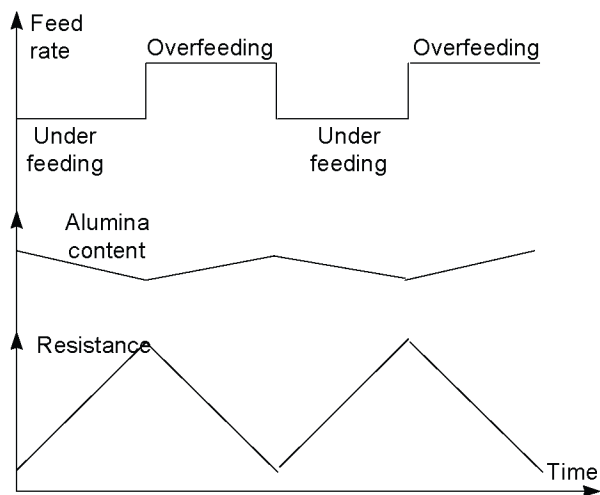 Feed
rate
Overfeeding
Overfeeding
Under
feeding
Under
feeding
Alumina
content
Resistance
Time